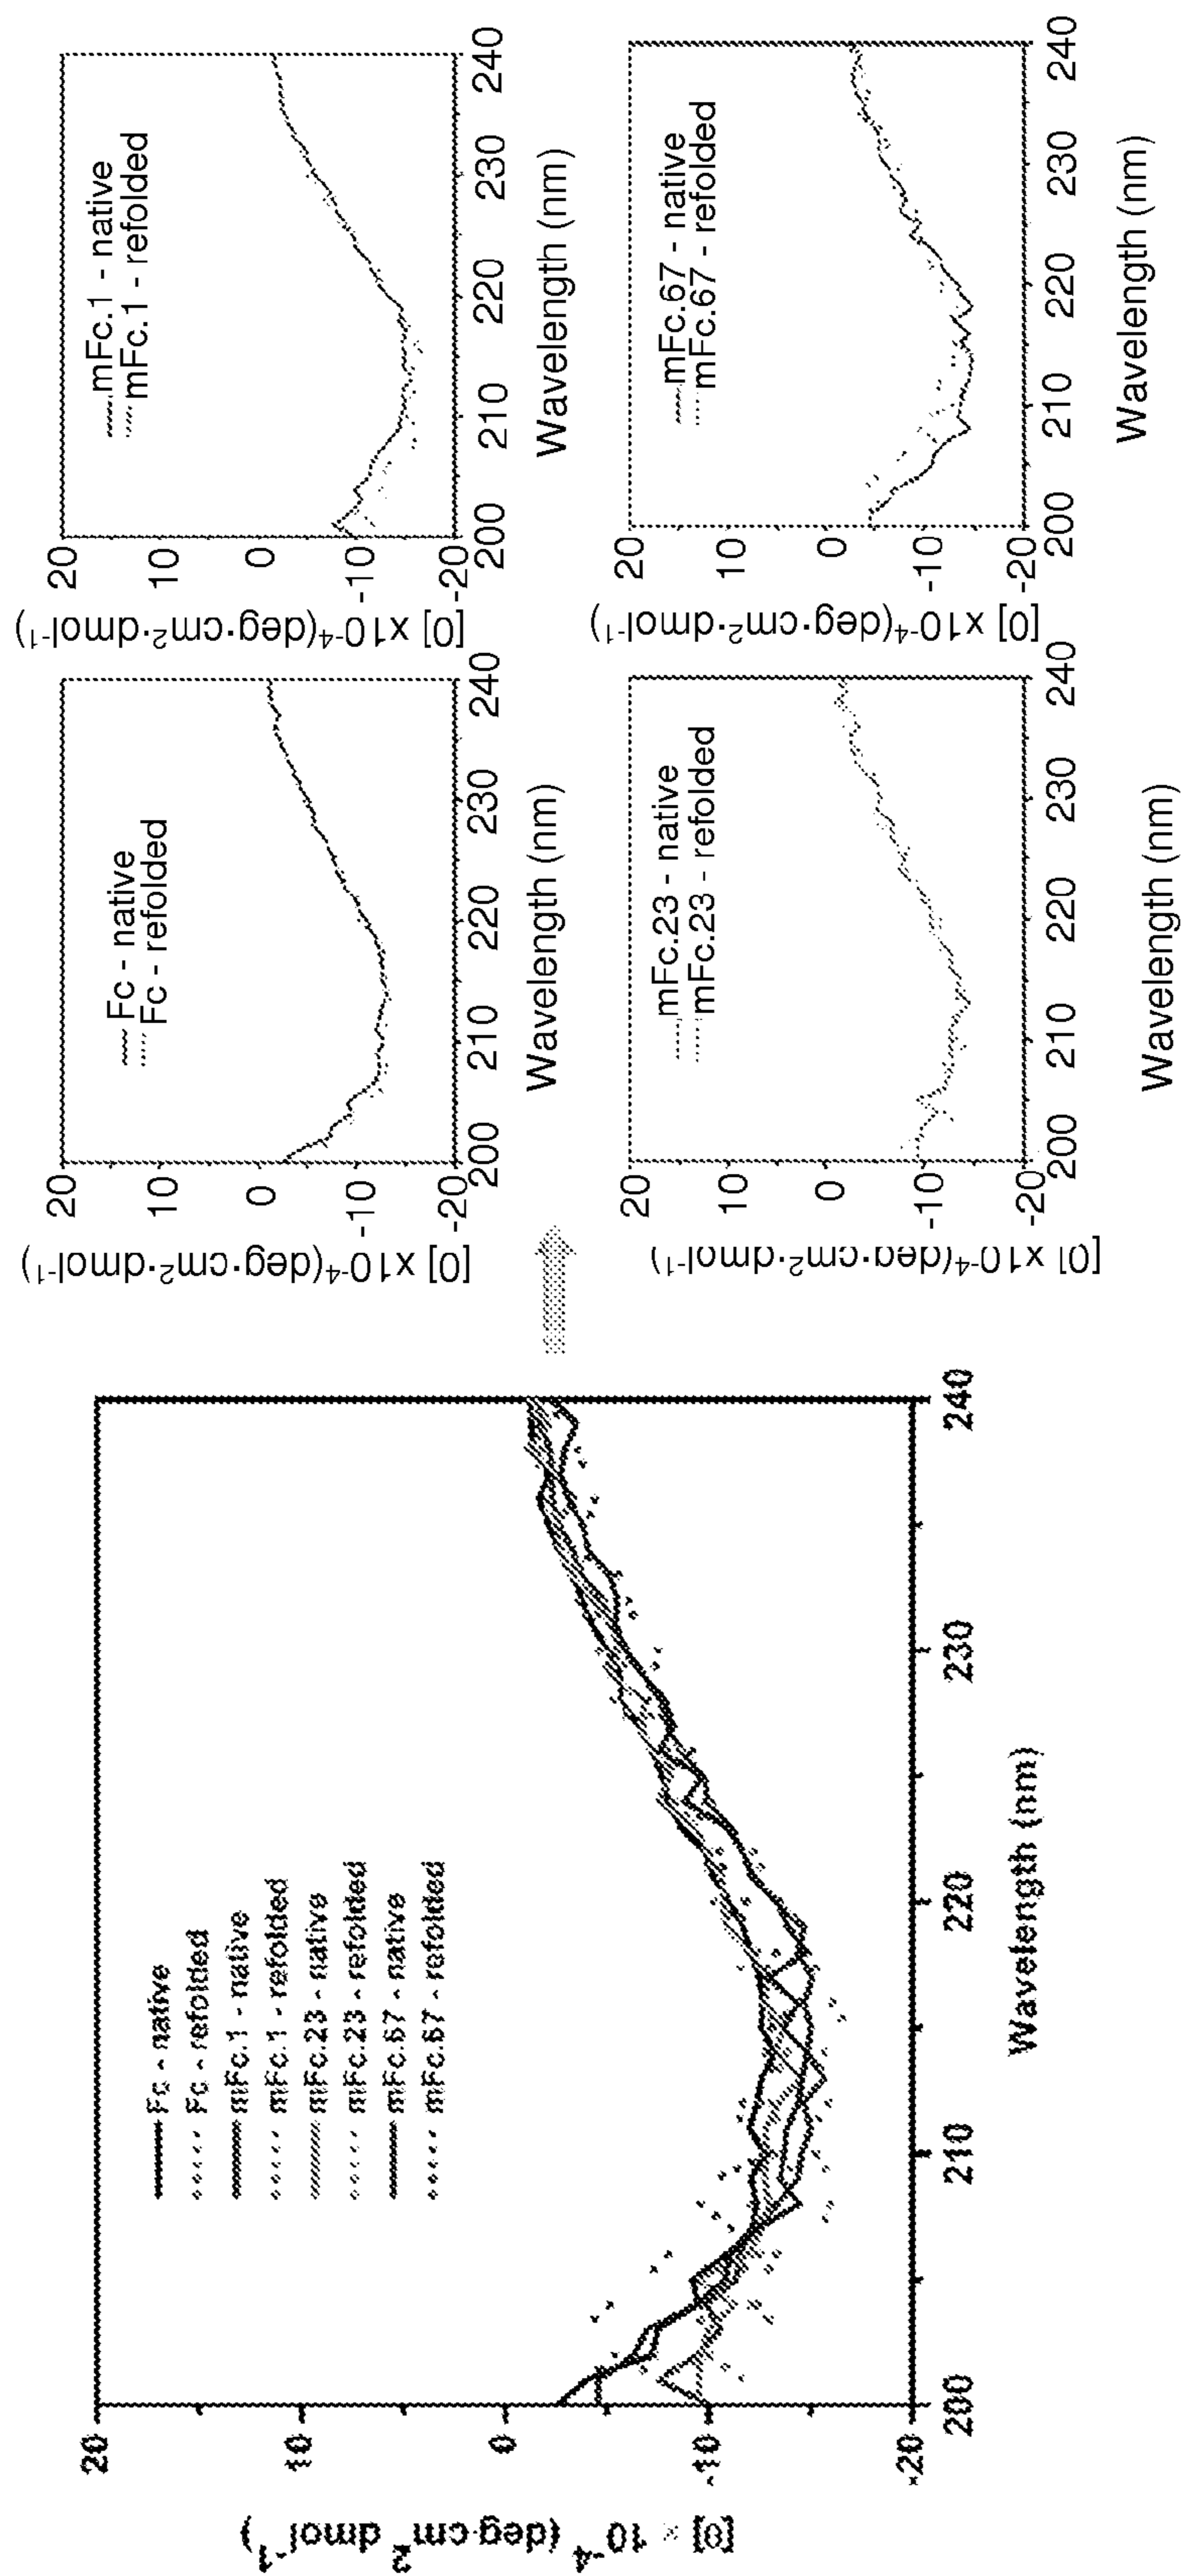 [θ] × 10⁻⁴ (deg·cm² dmol⁻¹)
20
10
0
-10
-20
Fc - native
Fc - refolded
mFc.1 - native
mFc.1 - refolded
mFc.23 - native
mFc.23 - refolded
mFc.67 - native
mFc.67 - refolded
200
210
220
230
240
Wavelength (nm)
[0] x10⁻⁴(deg·cm²·dmol⁻¹)
20
10
0
-10
-20
Fc - native
Fc - refolded
200
210
220
230
240
Wavelength (nm)
[0] x10⁻⁴(deg·cm²·dmol⁻¹)
20
10
0
-10
-20
mFc.1 - native
mFc.1 - refolded
200
210
220
230
240
Wavelength (nm)
[0] x10⁻⁴(deg·cm²·dmol⁻¹)
20
10
0
-10
-20
mFc.23 - native
mFc.23 - refolded
200
210
220
230
240
Wavelength (nm)
[0] x10⁻⁴(deg·cm²·dmol⁻¹)
20
10
0
-10
-20
mFc.67 - native
mFc.67 - refolded
200
210
220
230
240
Wavelength (nm)